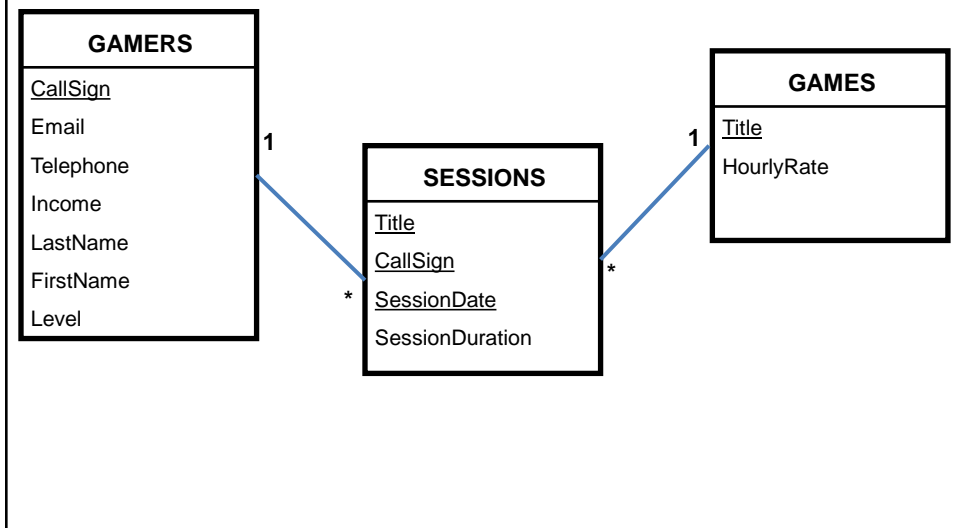 GAMERS
CallSign
Email
Telephone
Income
LastName
FirstName
Level
1
*
SESSIONS
Title
CallSign
SessionDate
SessionDuration
1
*
GAMES
Title
HourlyRate